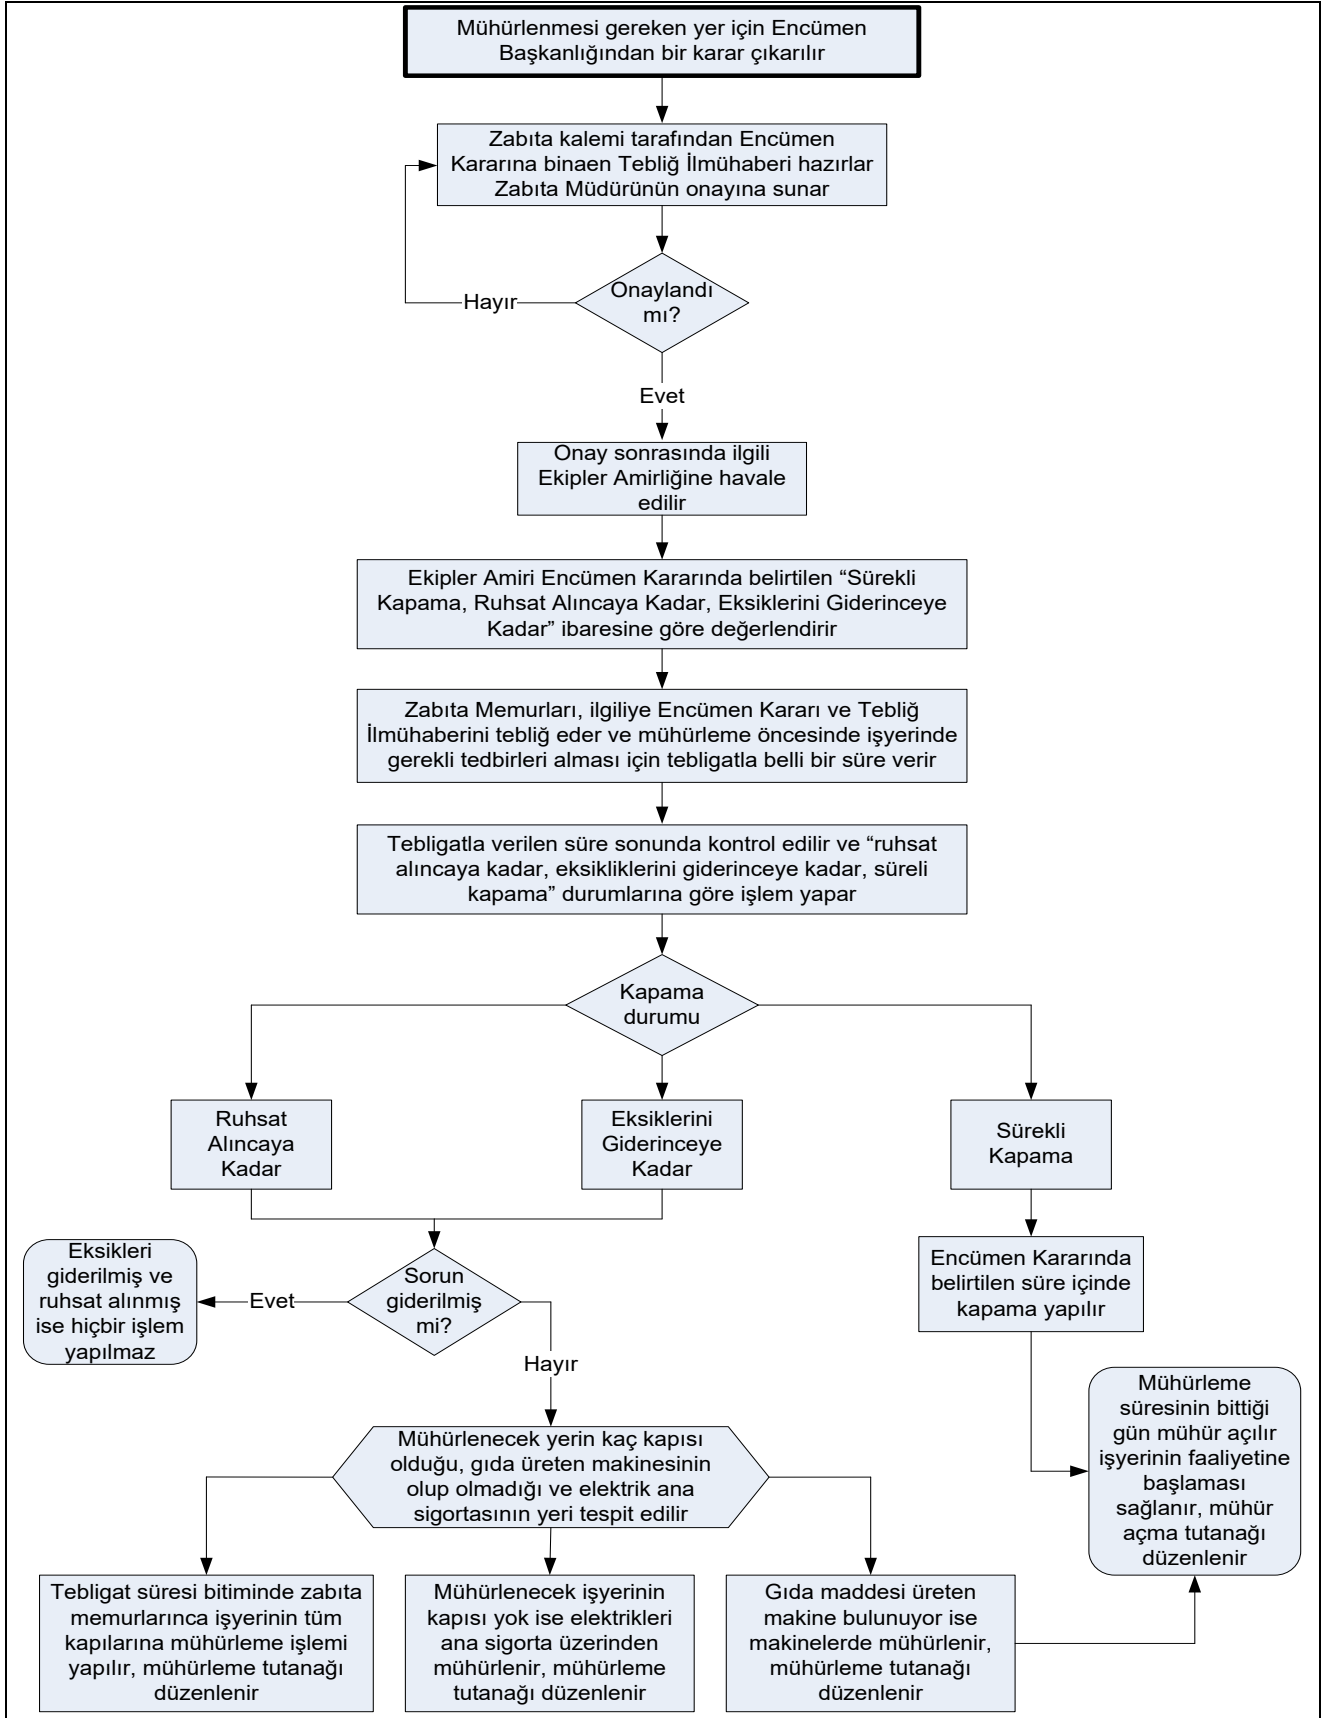 Mühürlenmesi gereken yer için Encümen
Başkanlığından bir karar çıkarılır
Zabıta kalemi tarafından Encümen
Kararına binaen Tebliğ İlmühaberi hazırlar
Zabıta Müdürünün onayına sunar
Onaylandı
mı?
Hayır
Evet
Onay sonrasında ilgili
Ekipler Amirliğine havale
edilir
Ekipler Amiri Encümen Kararında belirtilen “Sürekli
Kapama, Ruhsat Alıncaya Kadar, Eksiklerini Giderinceye
Kadar” ibaresine göre değerlendirir
Zabıta Memurları, ilgiliye Encümen Kararı ve Tebliğ
İlmühaberini tebliğ eder ve mühürleme öncesinde işyerinde
gerekli tedbirleri alması için tebligatla belli bir süre verir
Tebligatla verilen süre sonunda kontrol edilir ve “ruhsat
alıncaya kadar, eksikliklerini giderinceye kadar, süreli
kapama” durumlarına göre işlem yapar
Kapama
durumu
Ruhsat
Alıncaya
Kadar
Eksiklerini
Giderinceye
Kadar
Sürekli
Kapama
Eksikleri
giderilmiş ve
ruhsat alınmış
ise hiçbir işlem
yapılmaz
Evet
Sorun
giderilmiş
mi?
Hayır
Encümen Kararında
belirtilen süre içinde
kapama yapılır
Mühürleme
süresinin bittiği
gün mühür açılır
işyerinin faaliyetine
başlaması
sağlanır, mühür
açma tutanağı
düzenlenir
Mühürlenecek yerin kaç kapısı
olduğu, gıda üreten makinesinin
olup olmadığı ve elektrik ana
sigortasının yeri tespit edilir
Tebligat süresi bitiminde zabıta
memurlarınca işyerinin tüm
kapılarına mühürleme işlemi
yapılır, mühürleme tutanağı
düzenlenir
Mühürlenecek işyerinin
kapısı yok ise elektrikleri
ana sigorta üzerinden
mühürlenir, mühürleme
tutanağı düzenlenir
Gıda maddesi üreten
makine bulunuyor ise
makinelerde mühürlenir,
mühürleme tutanağı
düzenlenir